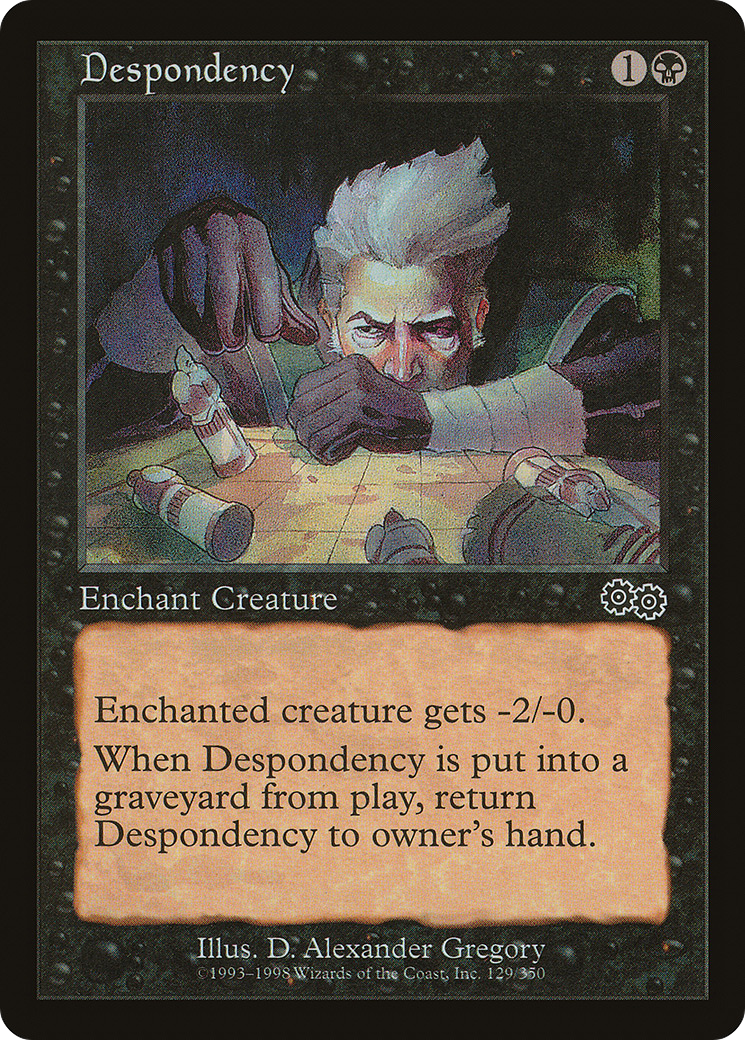 Despondency 1
Enchant Creature
Enchanted creature gets -2/-0.
When Despondency is put into a
graveyard from play, return
Despondency to owner's hand.
Illus. D. Alexander Gregory
©1993–1998 Wizards of the Coast, Inc. 129/350